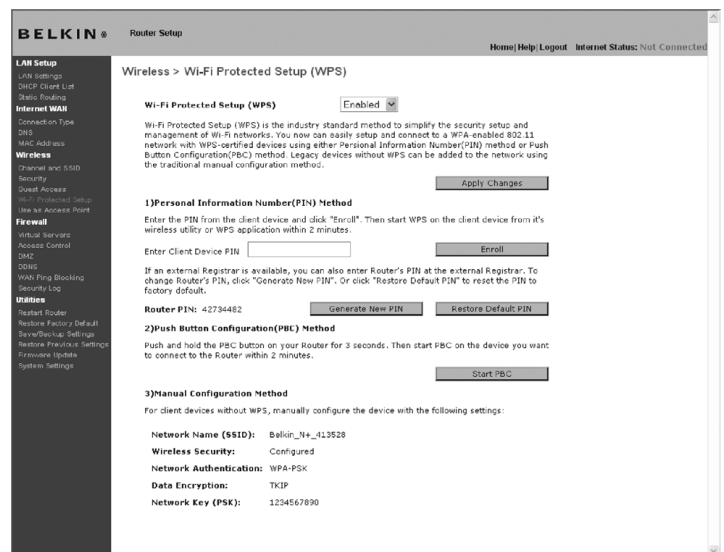 BELKIN
Router Setup
Home|Help|Logout Internet Status: Not Connected
LAN Setup
LAN Settings
DHCP Client List
Static Routing
Internet WAN
Connection Type
DNS
MAC Address
Wireless
Channel and SSID
Security
Guest Access
Wi-Fi Protected Setup
Use as Access Point
Firewall
Virtual Servers
Access Control
DMZ
DDNS
WAN Ping Blocking
Security Log
Utilities
Restart Router
Restore Factory Default
Save/Backup Settings
Restore Previous Settings
Firmware Update
System Settings
Wireless > Wi-Fi Protected Setup (WPS)
Wi-Fi Protected Setup (WPS) Enabled
Wi-Fi Protected Setup (WPS) is the industry standard method to simplify the security setup and
management of Wi-Fi networks. You now can easily setup and connect to a WPA-enabled 802.11
network with WPS-certified devices using either Personal Information Number(PIN) method or Push
Button Configuration(PBC) method. Legacy devices without WPS can be added to the network using
the traditional manual configuration method.
Apply Changes
1)Personal Information Number(PIN) Method
Enter the PIN from the client device and click "Enroll". Then start WPS on the client device from it's
wireless utility or WPS application within 2 minutes.
Enter Client Device PIN Enroll
If an external Registrar is available, you can also enter Router's PIN at the external Registrar. To
change Router's PIN, click "Generate New PIN". Or click "Restore Default PIN" to reset the PIN to
factory default.
Router PIN: 42734482 Generate New PIN Restore Default PIN
2)Push Button Configuration(PBC) Method
Push and hold the PBC button on your Router for 3 seconds. Then start PBC on the device you want
to connect to the Router within 2 minutes.
Start PBC
3)Manual Configuration Method
For client devices without WPS, manually configure the device with the following settings:
Network Name (SSID): Belkin_N+_413528
Wireless Security: Configured
Network Authentication: WPA-PSK
Data Encryption: TKIP
Network Key (PSK): 1234567890